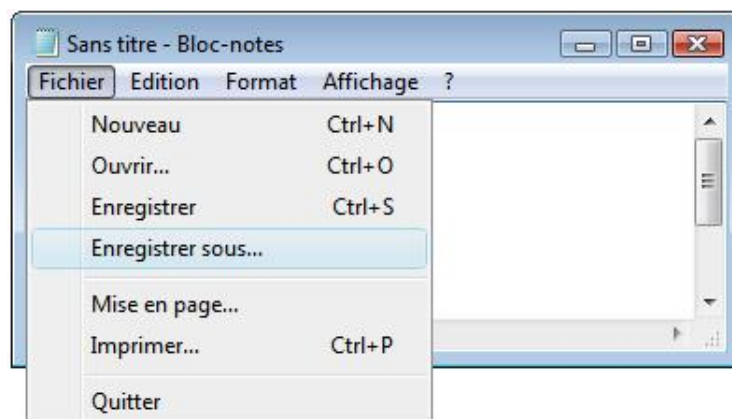 Sans titre - Bloc-notes
Fichier Edition Format Affichage ?
Nouveau Ctrl+N
Ouvrir... Ctrl+O
Enregistrer Ctrl+S
Enregistrer sous...
Mise en page...
Imprimer... Ctrl+P
Quitter